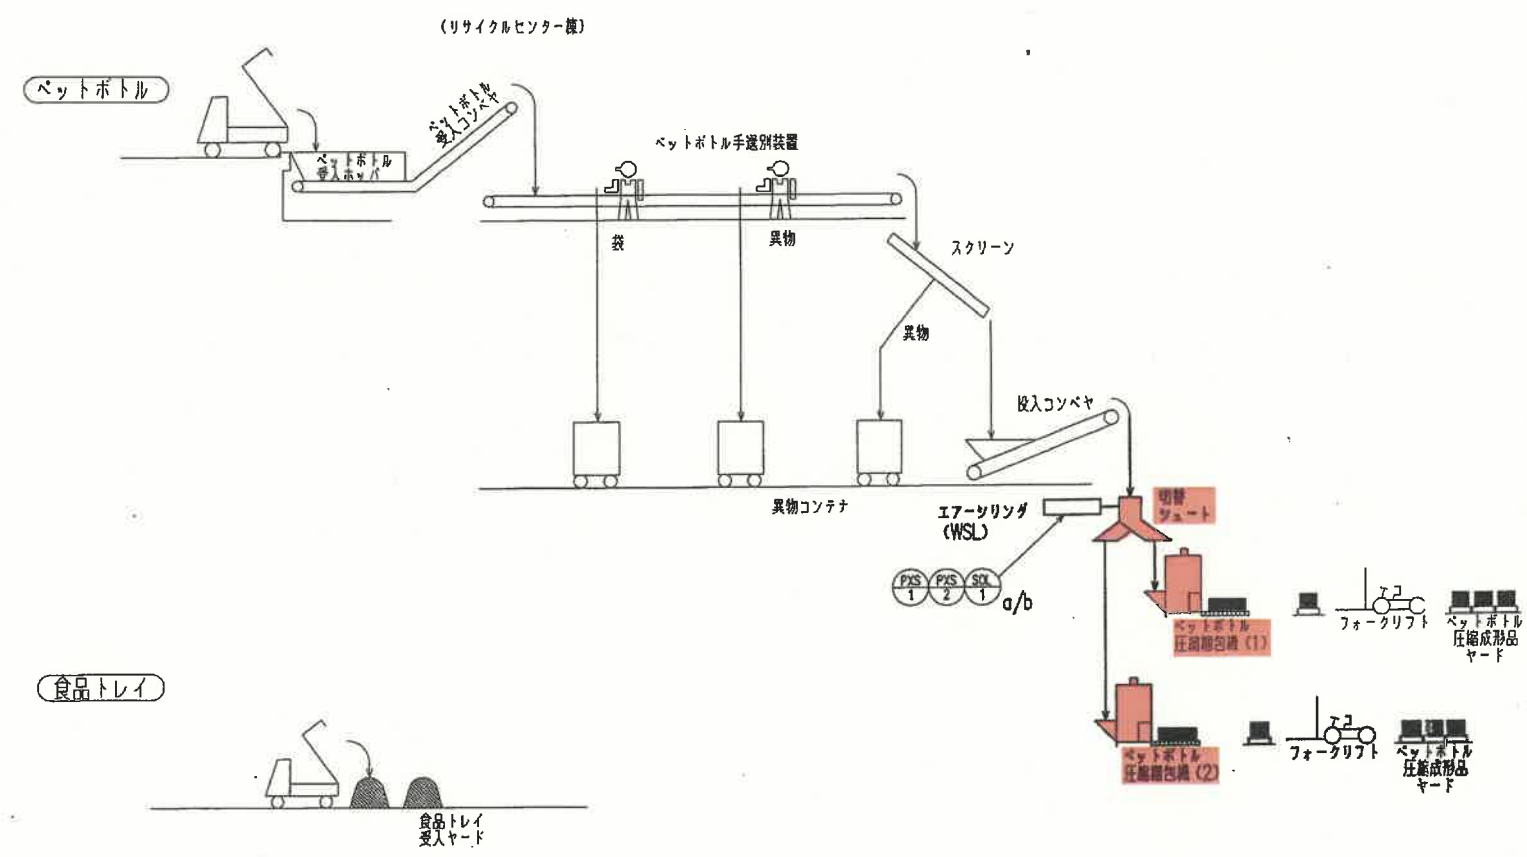 (リサイクルセンター棟)
ペットボトル
ペットボトル
受入コンベヤ
ペットボトル
受入ホッパ
ペットボトル手選別装置
袋
異物
スクリーン
異物
投入コンベヤ
異物コンテナ
エアーシリンダ
(WSL)
切替
シュート
PXS
1
PXS
2
SOL
1
a/b
ペットボトル
圧縮梱包機(1)
フォークリフト
ペットボトル
圧縮成形品
ヤード
ペットボトル
圧縮梱包機(2)
フォークリフト
ペットボトル
圧縮成形品
ヤード
食品トレイ
食品トレイ
受入ヤード